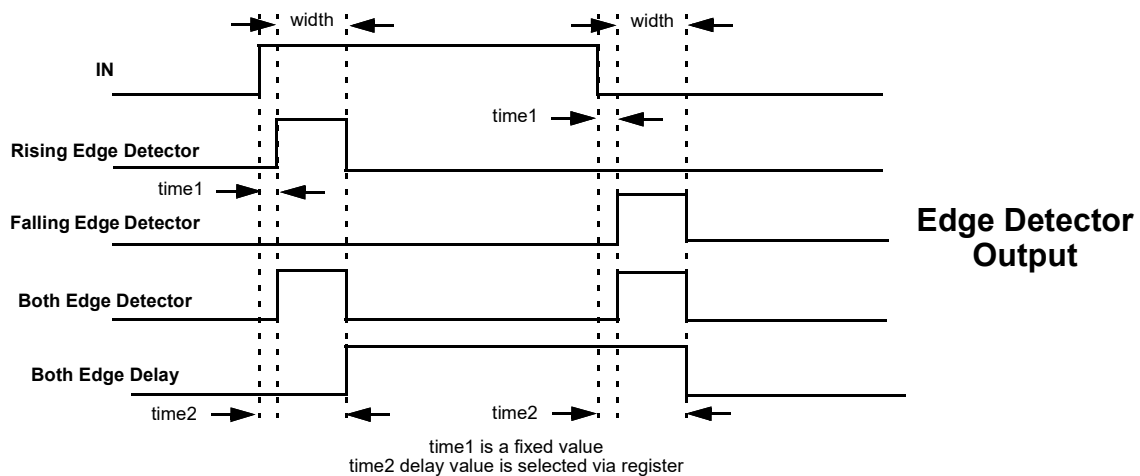 width
width
IN
time1
Rising Edge Detector
time1
Falling Edge Detector
Edge Detector
Output
Both Edge Detector
Both Edge Delay
time2
time2
time1 is a fixed value
time2 delay value is selected via register